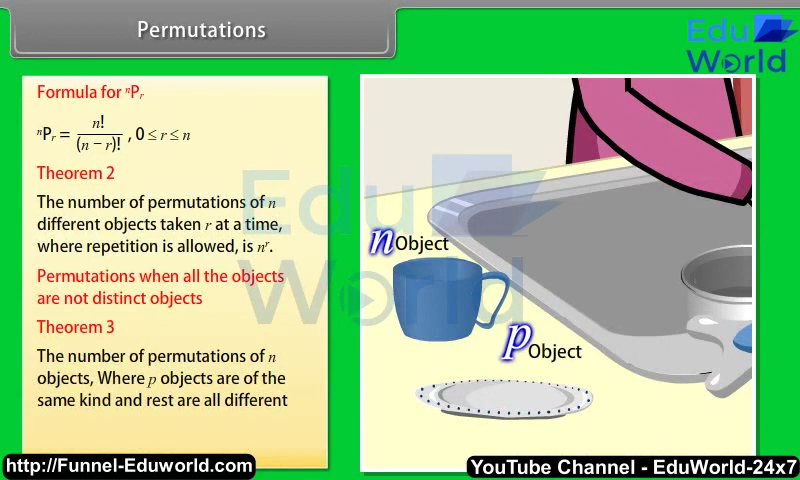 Permutations
Edu
World
Formula for ⁿPᵣ
ⁿPᵣ = n! / (n − r)! , 0 ≤ r ≤ n
Theorem 2
The number of permutations of n
different objects taken r at a time,
where repetition is allowed, is nʳ.
Permutations when all the objects
are not distinct objects
Theorem 3
The number of permutations of n
objects, Where p objects are of the
same kind and rest are all different
n Object
p Object
Edu
World
http://Funnel-Eduworld.com
YouTube Channel - EduWorld-24x7